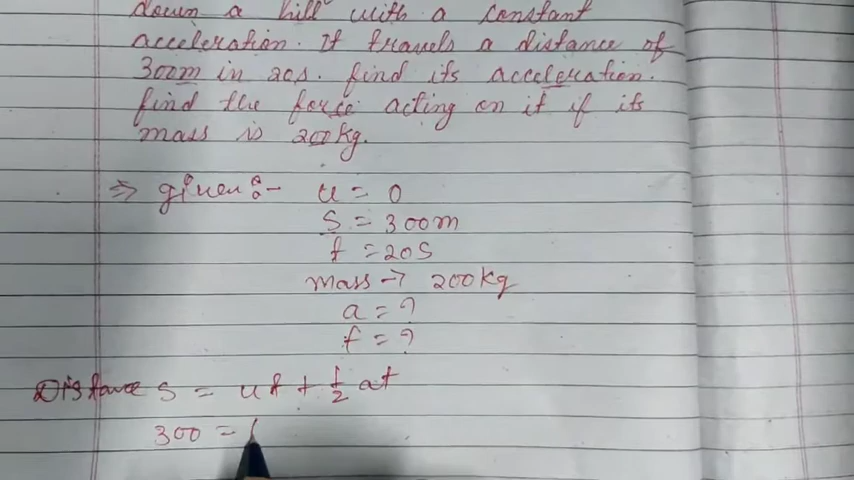 down a hill with a constant
acceleration. It travels a distance of
300m in 20s. find its acceleration.
find the force acting on it if its
mass is 200kg.
⇒ given :- u = 0
S = 300m
t = 20S
mass → 200kg
a = ?
f = ?
Distance S = ut + 1/2 at
300 = (